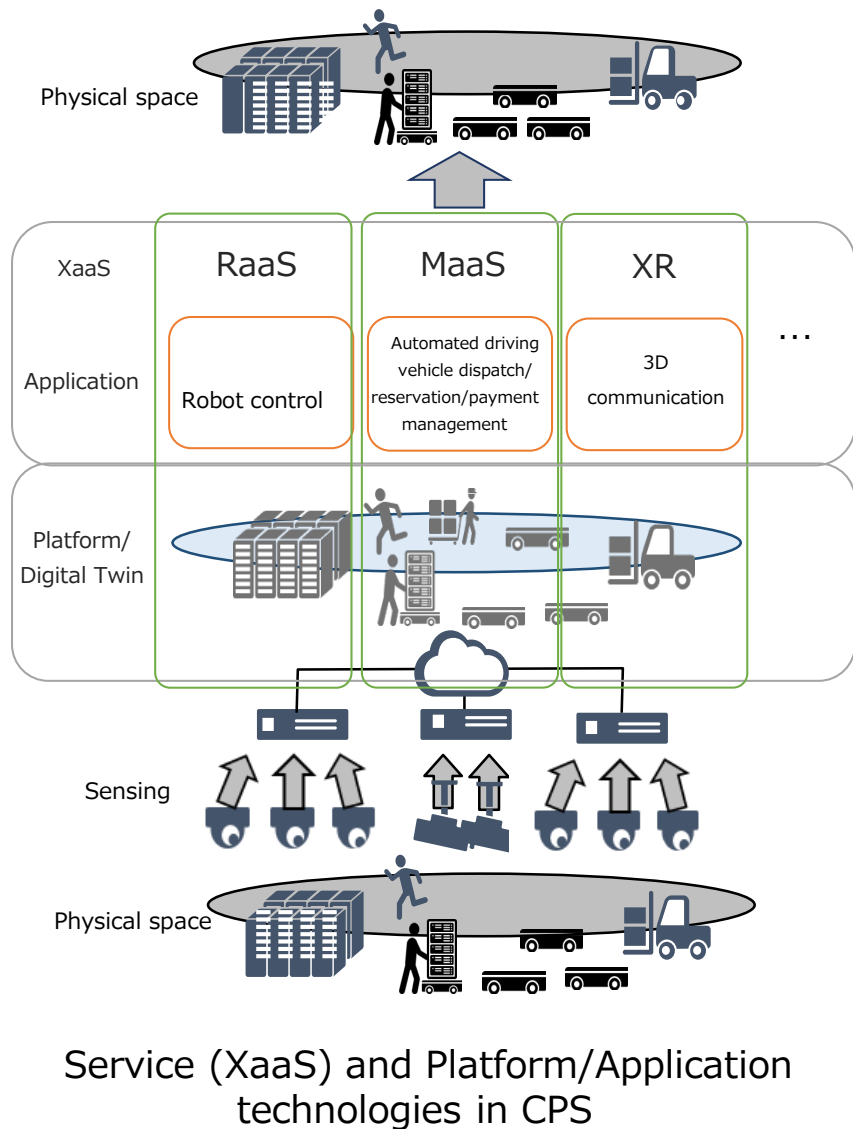 Physical space
XaaS
RaaS
MaaS
XR
...
Application
Robot control
Automated driving
vehicle dispatch/
reservation/payment
management
3D
communication
Platform/
Digital Twin
Sensing
Physical space
Service (XaaS) and Platform/Application
technologies in CPS